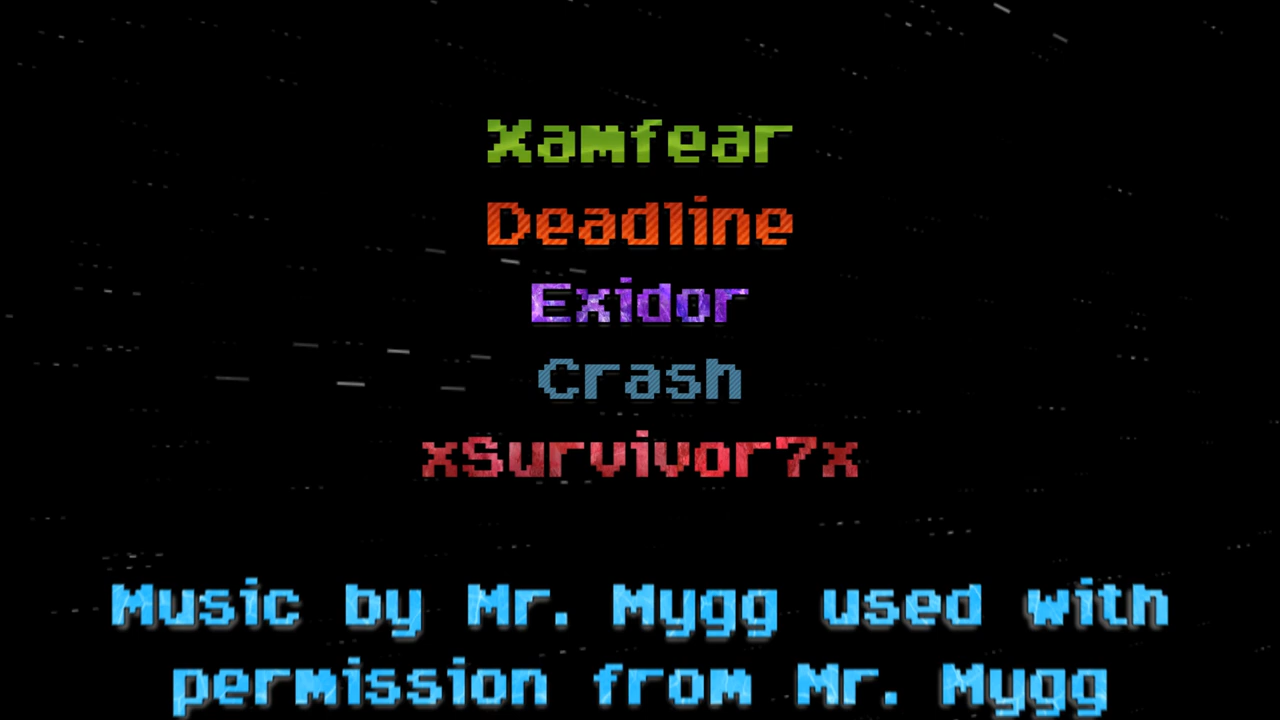 Xamfear
Deadline
Exidor
Crash
xSurvivor7x
Music by Mr. Mygg used with
permission from Mr. Mygg